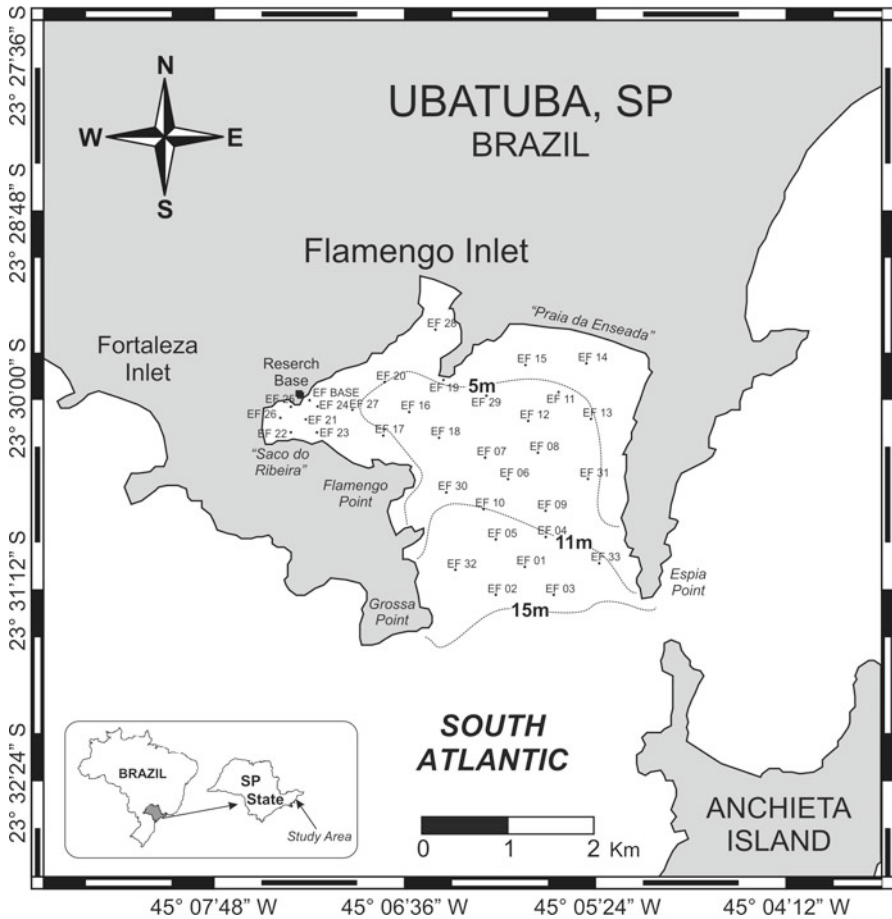 UBATUBA, SP
BRAZIL
N
W
E
S
Flamengo Inlet
Fortaleza
Inlet
"Praia da Enseada"
Reserch
Base
EF 28
EF 15
EF 14
EF 20
EF 19
5m
EF BASE
EF 25
EF 24
EF 27
EF 16
EF 29
EF 11
EF 26
EF 21
EF 12
EF 13
EF 22
EF 23
EF 17
EF 18
EF 08
"Saco do
Ribeira"
EF 07
EF 06
EF 31
Flamengo
Point
EF 30
EF 10
EF 09
EF 05
EF 04
11m
EF 33
EF 32
EF 01
Espia
Point
EF 02
EF 03
Grossa
Point
15m
SOUTH
ATLANTIC
ANCHIETA
ISLAND
BRAZIL
SP
State
Study Area
0
1
2
Km
23° 27'36" S
23° 28'48" S
23° 30'00" S
23° 31'12" S
23° 32'24" S
45° 07'48" W
45° 06'36" W
45° 05'24" W
45° 04'12" W